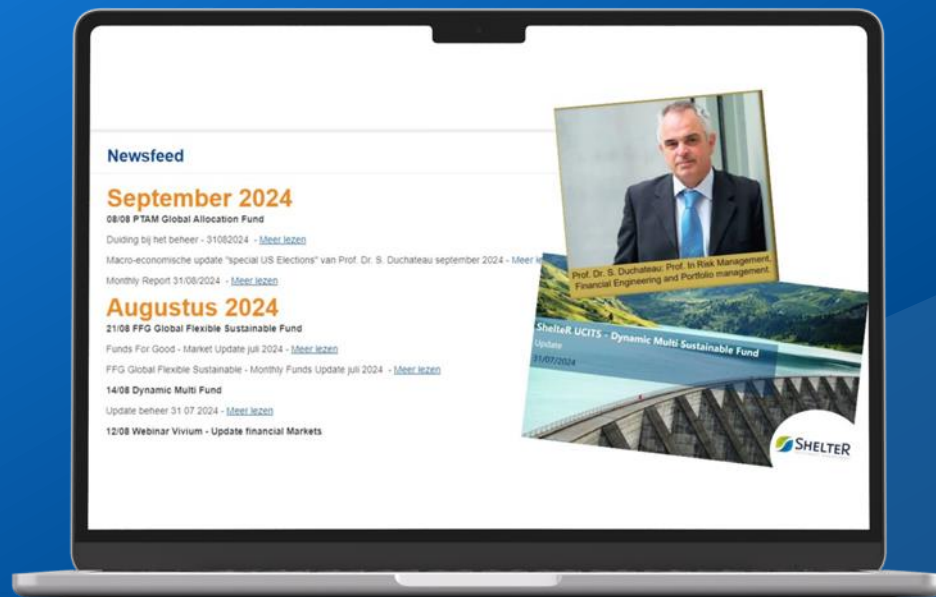 Newsfeed
September 2024
08/08 PTAM Global Allocation Fund
Duiding bij het beheer - 31082024 - Meer lezen
Macro-economische update "special US Elections" van Prof. Dr. S. Duchateau september 2024 - Meer le
Monthly Report 31/08/2024 - Meer lezen
Augustus 2024
21/08 FFG Global Flexible Sustainable Fund
Funds For Good - Market Update juli 2024 - Meer lezen
FFG Global Flexible Sustainable - Monthly Funds Update juli 2024 - Meer lezen
14/08 Dynamic Multi Fund
Update beheer 31 07 2024 - Meer lezen
12/08 Webinar Vivium - Update financial Markets
Prof. Dr. S. Duchateau: Prof. In Risk Management,
Financial Engineering and Portfolio management.
ShelteR UCITS - Dynamic Multi Sustainable Fund
Update
31/07/2024
SHELTER